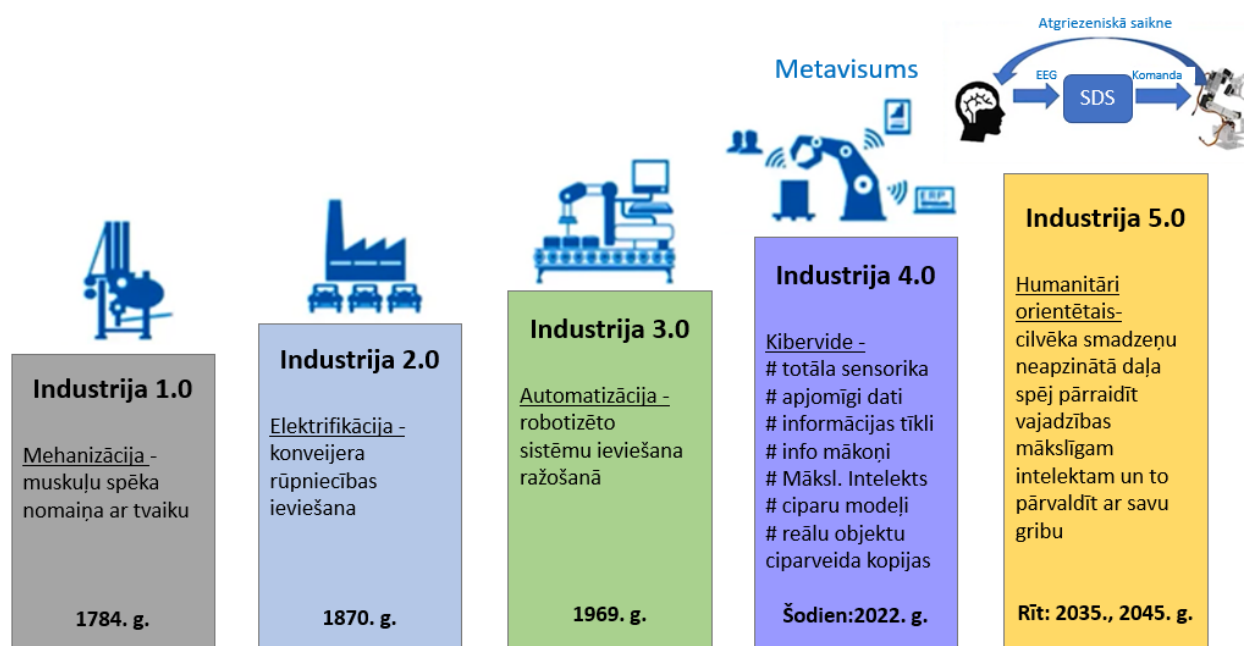 Industrija 1.0
Mehanizācija -
muskuļu spēka
nomaiņa ar tvaiku
1784. g.
Industrija 2.0
Elektrifikācija -
konveijera
rūpniecības
ieviešana
1870. g.
Industrija 3.0
Automatizācija -
robotizēto
sistēmu ieviešana
ražošanā
1969. g.
Metavisums
ERP
Industrija 4.0
Kibervide -
# totāla sensorika
# apjomīgi dati
# informācijas tīkli
# info mākoņi
# Māksl. Intelekts
# ciparu modeļi
# reālu objektu
ciparveida kopijas
Šodien:2022. g.
Atgriezeniskā saikne
EEG
SDS
Komanda
Industrija 5.0
Humanitāri
orientētais-
cilvēka smadzeņu
neapzinātā daļa
spēj pārraidīt
vajadzības
mākslīgam
intelektam un to
pārvaldīt ar savu
gribu
Rīt: 2035., 2045. g.